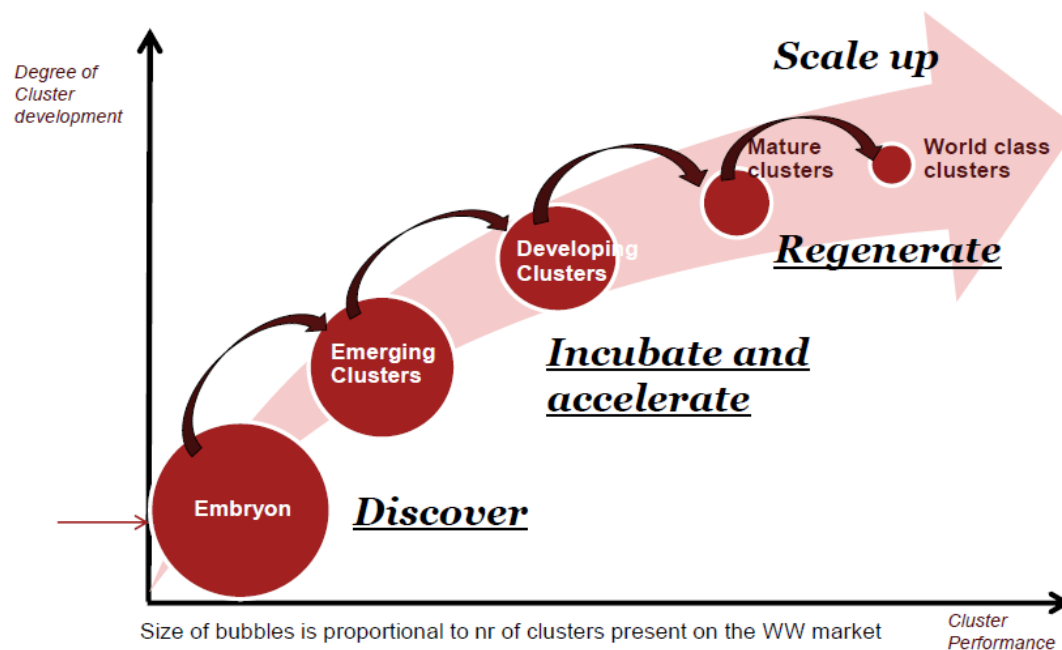 Scale up
Degree of
Cluster
development
Mature
clusters
World class
clusters
Developing
Clusters
Regenerate
Emerging
Clusters
Incubate and
accelerate
Embryon
Discover
Size of bubbles is proportional to nr of clusters present on the WW market
Cluster
Performance